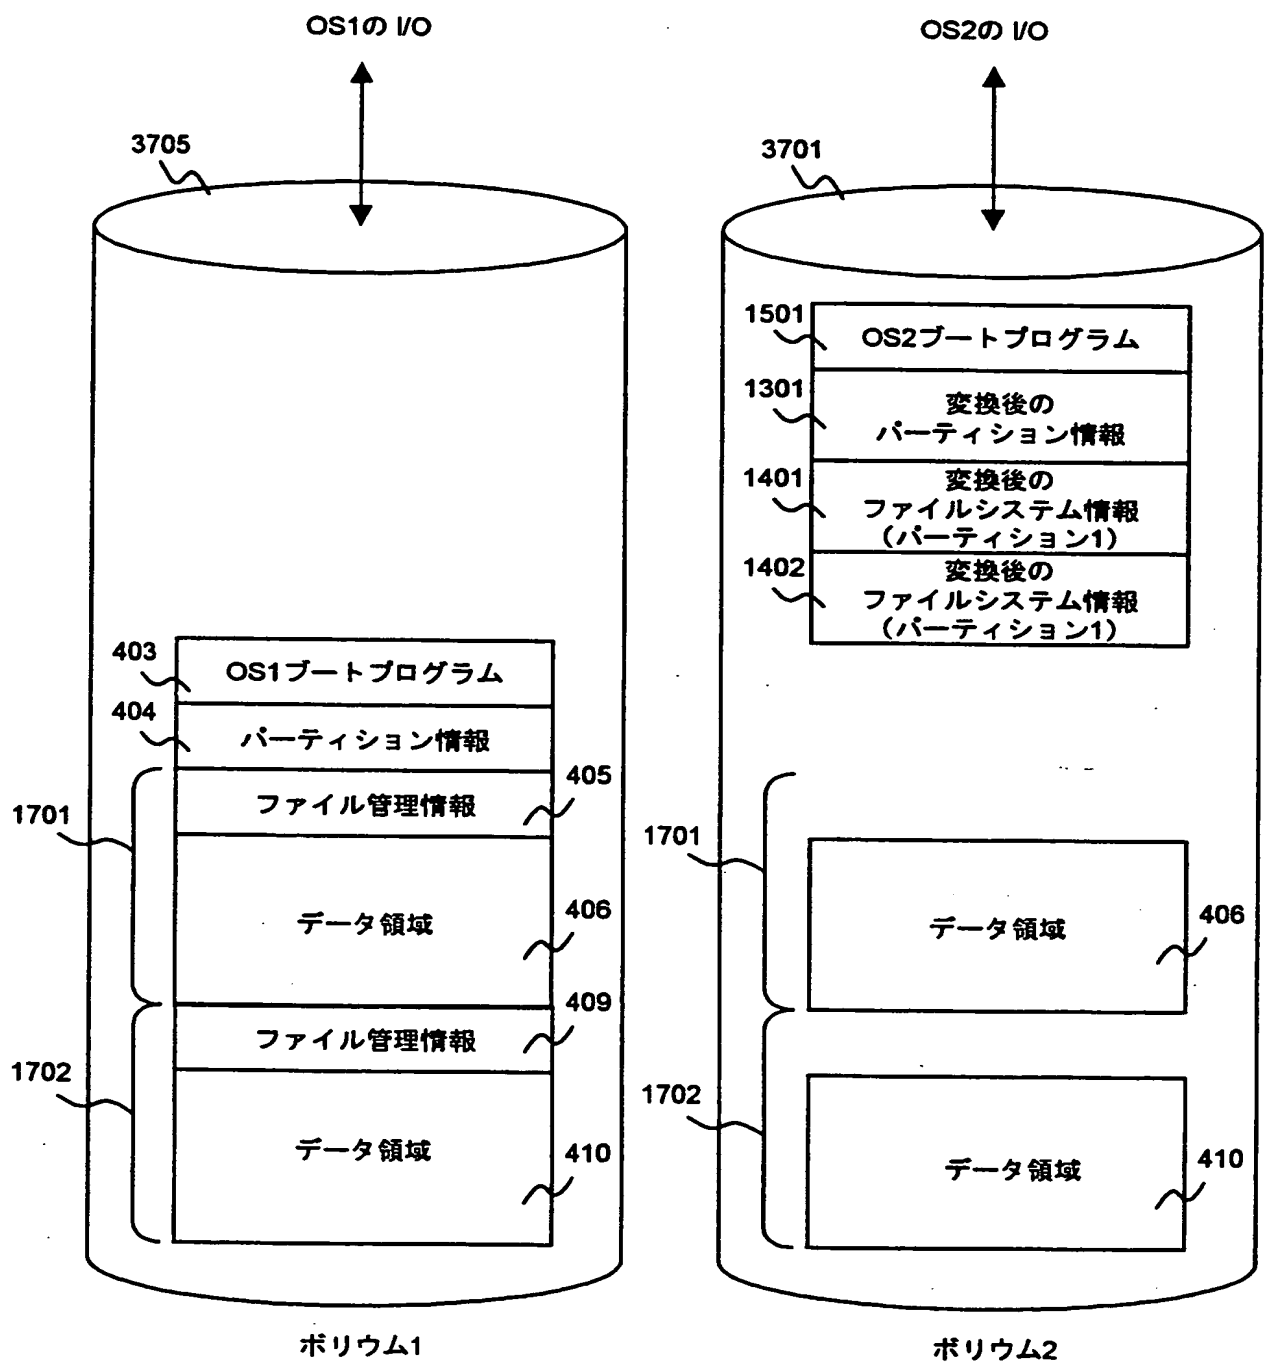 OS1の I/O
3705
403
OS1ブートプログラム
404
パーティション情報
1701
ファイル管理情報
405
データ領域
406
1702
ファイル管理情報
409
データ領域
410
ボリウム1
OS2の I/O
3701
1501
OS2ブートプログラム
1301
変換後の
パーティション情報
1401
変換後の
ファイルシステム情報
(パーティション1)
1402
変換後の
ファイルシステム情報
(パーティション1)
1701
データ領域
406
1702
データ領域
410
ボリウム2